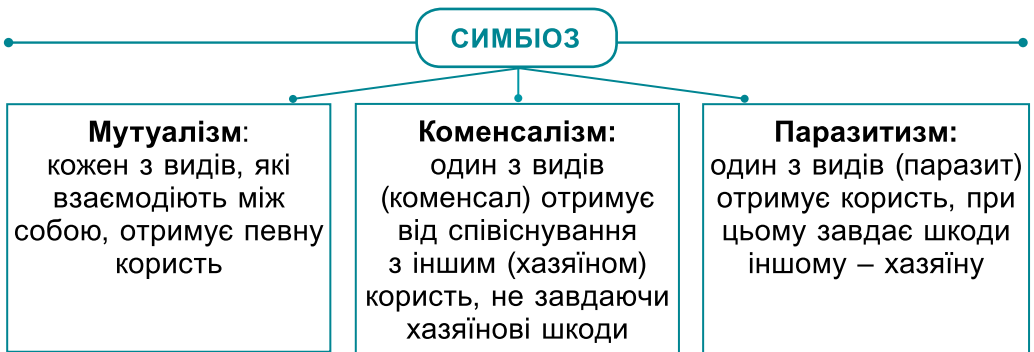 СИМБІОЗ
Мутуалізм:
кожен з видів, які
взаємодіють між
собою, отримує певну
користь
Коменсалізм:
один з видів
(коменсал) отримує
від співіснування
з іншим (хазяїном)
користь, не завдаючи
хазяїнові шкоди
Паразитизм:
один з видів (паразит)
отримує користь, при
цьому завдає шкоди
іншому – хазяїну